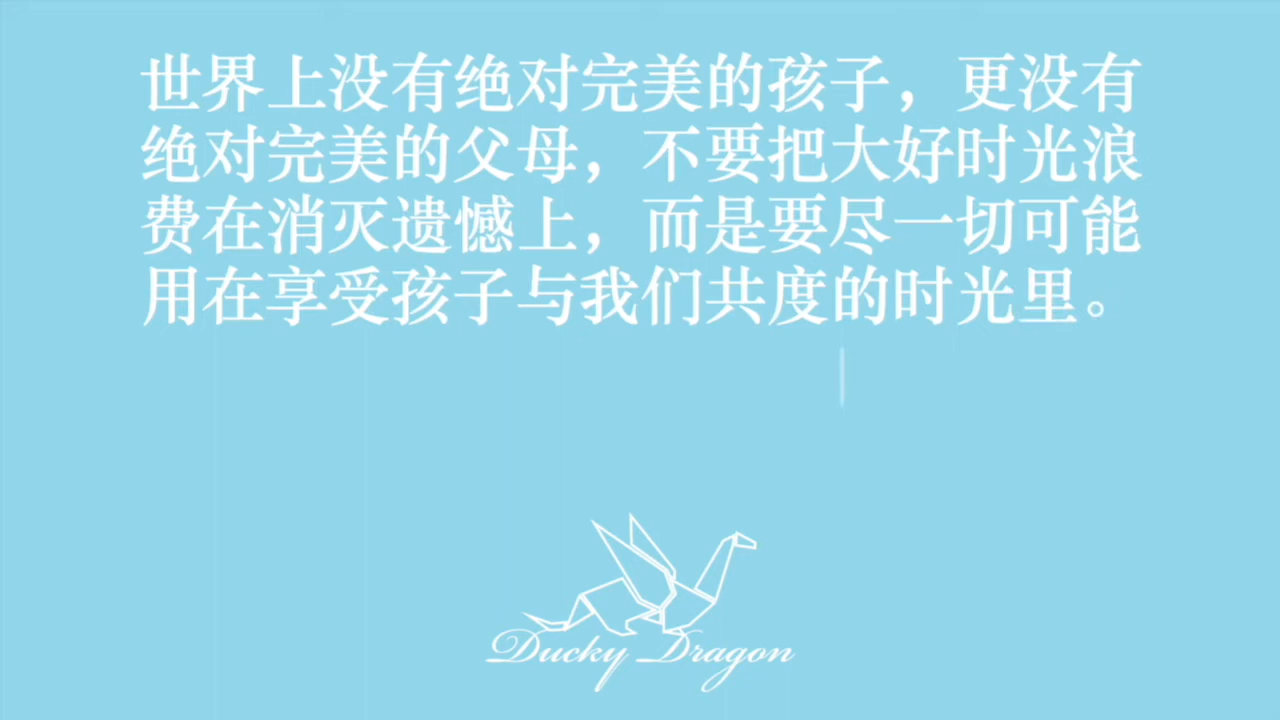 世界上没有绝对完美的孩子，更没有
绝对完美的父母，不要把大好时光浪
费在消灭遗憾上，而是要尽一切可能
用在享受孩子与我们共度的时光里。
Ducky Dragon